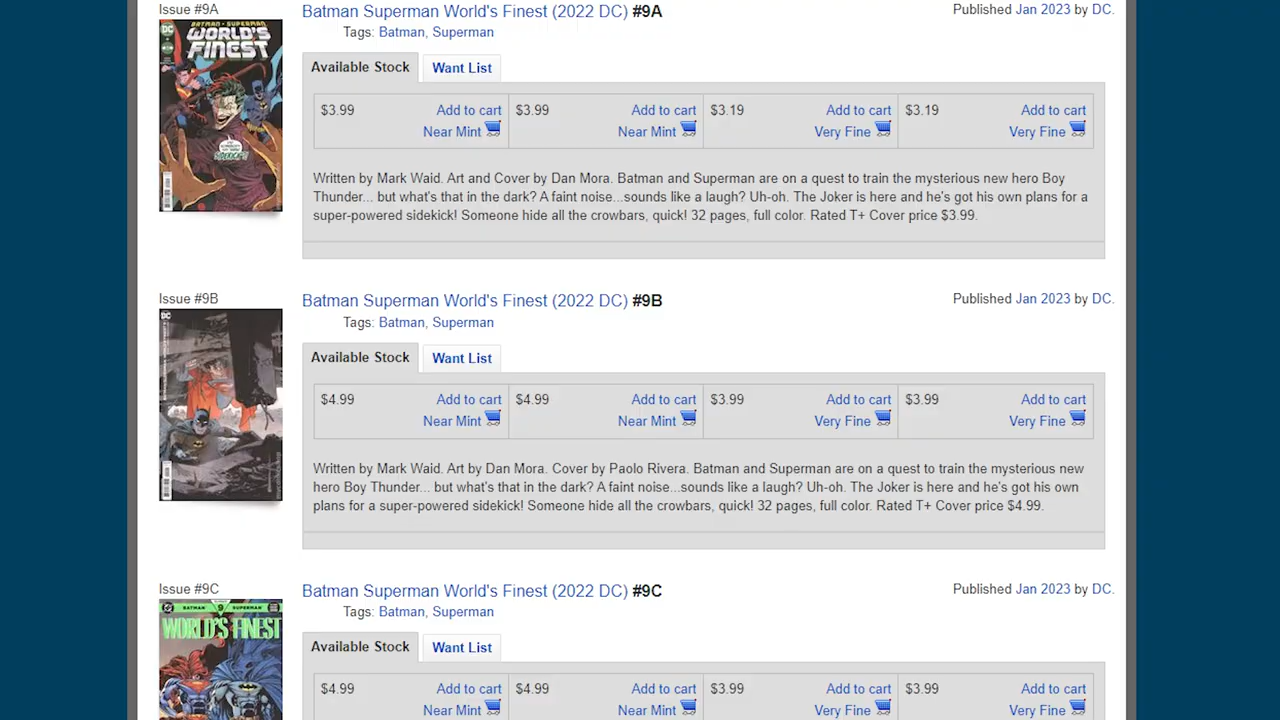 Issue #9A
BATMAN • SUPERMAN
WORLD'S FINEST
DC
Batman Superman World's Finest (2022 DC) #9A
Published Jan 2023 by DC.
Tags: Batman, Superman
Available Stock
Want List
$3.99 Add to cart $3.99 Add to cart $3.19 Add to cart $3.19 Add to cart
Near Mint Near Mint Very Fine Very Fine
Written by Mark Waid. Art and Cover by Dan Mora. Batman and Superman are on a quest to train the mysterious new hero Boy
Thunder... but what's that in the dark? A faint noise...sounds like a laugh? Uh-oh. The Joker is here and he's got his own plans for a
super-powered sidekick! Someone hide all the crowbars, quick! 32 pages, full color. Rated T+ Cover price $3.99.
Issue #9B
DC
Batman Superman World's Finest (2022 DC) #9B
Published Jan 2023 by DC.
Tags: Batman, Superman
Available Stock
Want List
$4.99 Add to cart $4.99 Add to cart $3.99 Add to cart $3.99 Add to cart
Near Mint Near Mint Very Fine Very Fine
Written by Mark Waid. Art by Dan Mora. Cover by Paolo Rivera. Batman and Superman are on a quest to train the mysterious new
hero Boy Thunder... but what's that in the dark? A faint noise...sounds like a laugh? Uh-oh. The Joker is here and he's got his own
plans for a super-powered sidekick! Someone hide all the crowbars, quick! 32 pages, full color. Rated T+ Cover price $4.99.
Issue #9C
BATMAN 9 SUPERMAN
WORLD'S FINEST
Batman Superman World's Finest (2022 DC) #9C
Published Jan 2023 by DC.
Tags: Batman, Superman
Available Stock
Want List
$4.99 Add to cart $4.99 Add to cart $3.99 Add to cart $3.99 Add to cart
Near Mint Near Mint Very Fine Very Fine